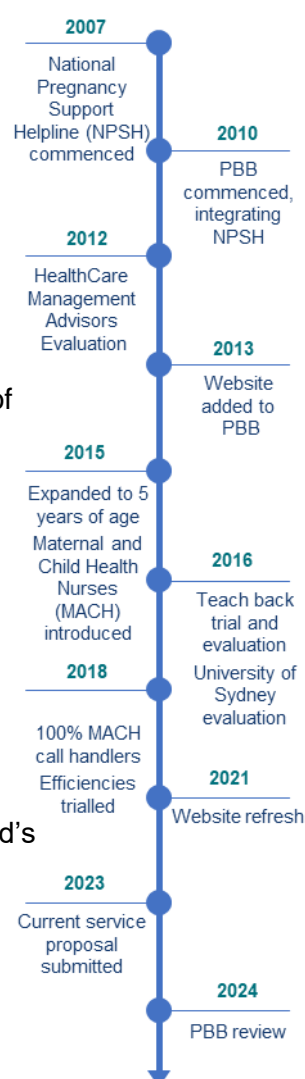 2007
National
Pregnancy
Support
Helpline (NPSH)
commenced
2010
PBB
commenced,
integrating
NPSH
2012
HealthCare
Management
Advisors
Evaluation
2013
Website
added to
PBB
of
2015
Expanded to 5
years of age
Maternal and
Child Health
Nurses
(MACH)
introduced
2016
Teach back
trial and
evaluation
University of
Sydney
evaluation
2018
100% MACH
call handlers
Efficiencies
trialled
2021
Website refresh
d's
2023
Current service
proposal
submitted
2024
PBB review